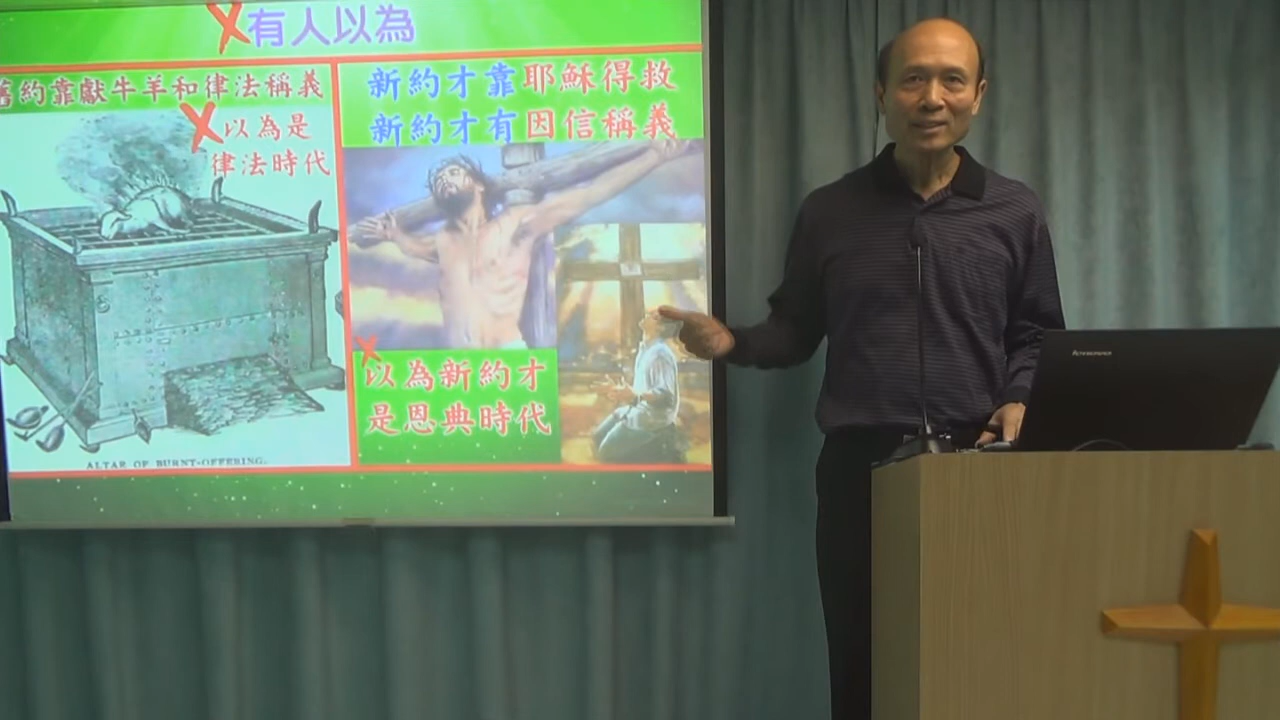 有人以為
舊約靠獻牛羊和律法稱義
以為是
律法時代
ALTAR OF BURNT-OFFERING.
新約才靠耶穌得救
新約才有因信稱義
以為新約才
是恩典時代
lenovo